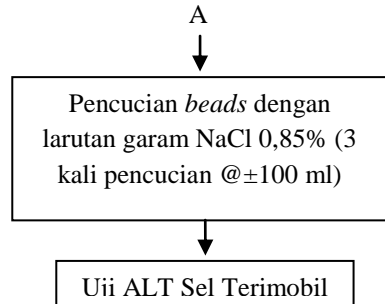 A
Pencucian beads dengan
larutan garam NaCl 0,85% (3
kali pencucian @±100 ml)
Uji ALT Sel Terimobil